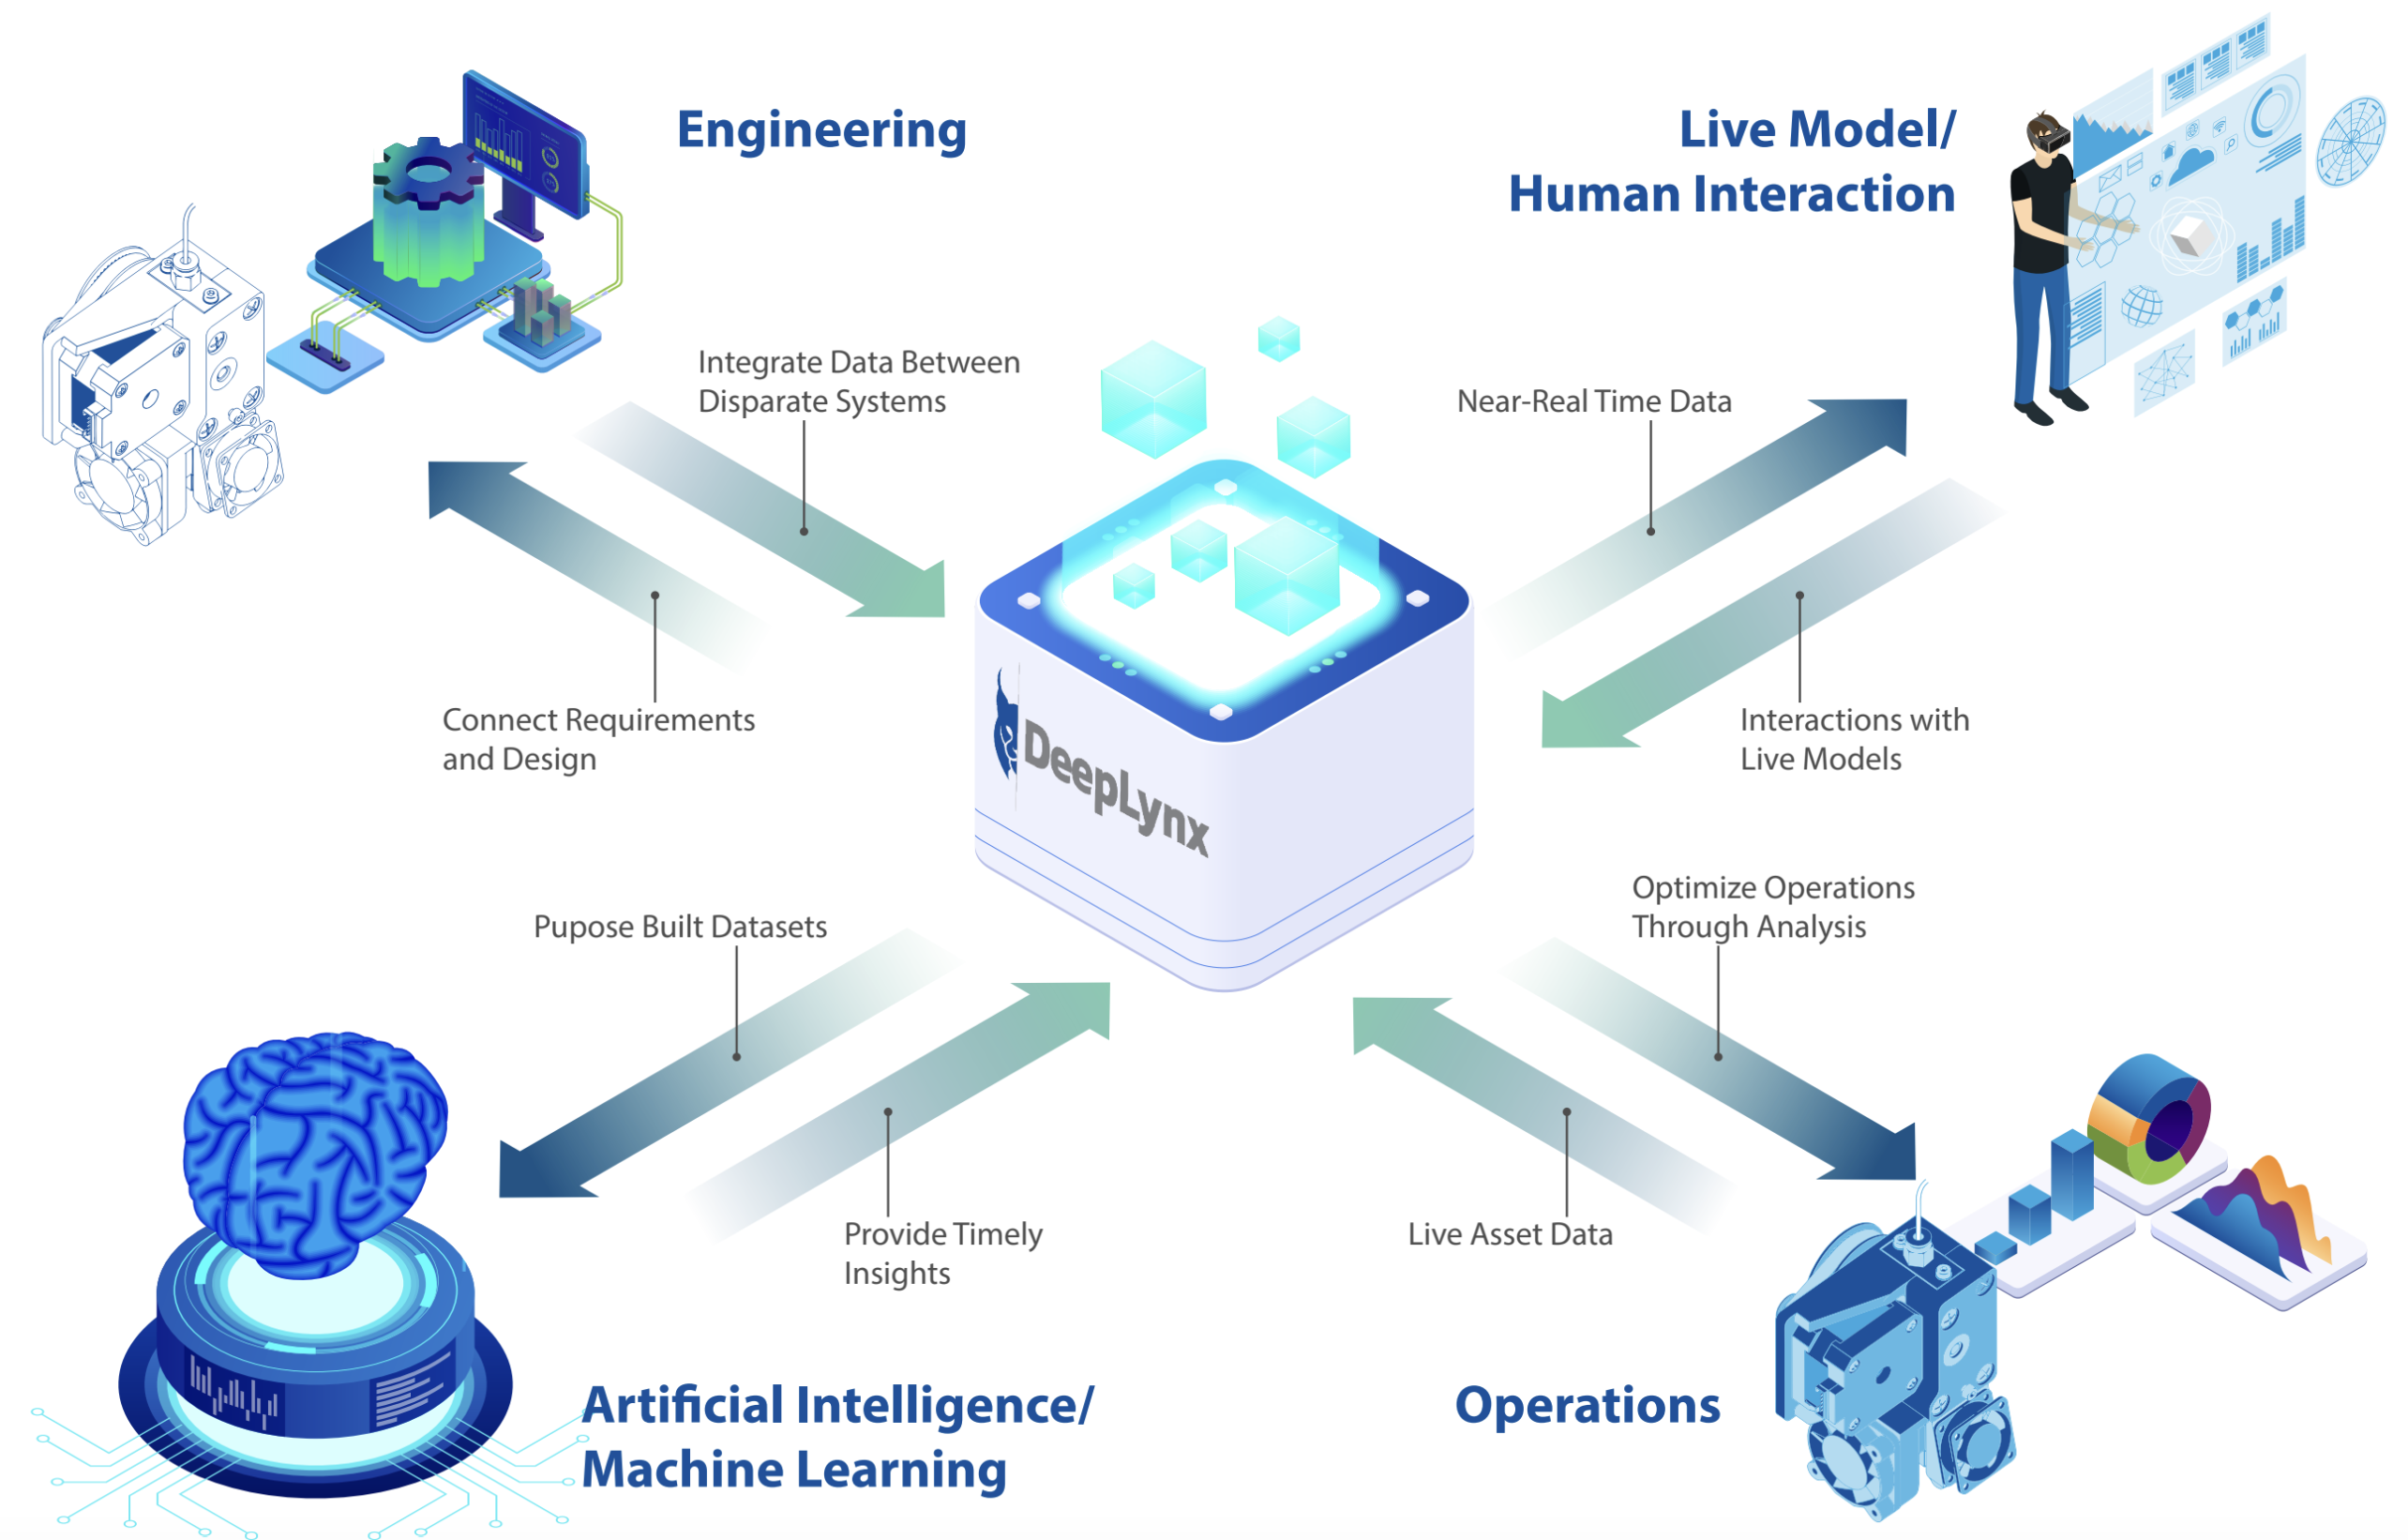 Engineering
Live Model/
Human Interaction
Integrate Data Between
Disparate Systems
Near-Real Time Data
Connect Requirements
and Design
Interactions with
Live Models
DeepLynx
Pupose Built Datasets
Optimize Operations
Through Analysis
Provide Timely
Insights
Live Asset Data
Artificial Intelligence/
Machine Learning
Operations